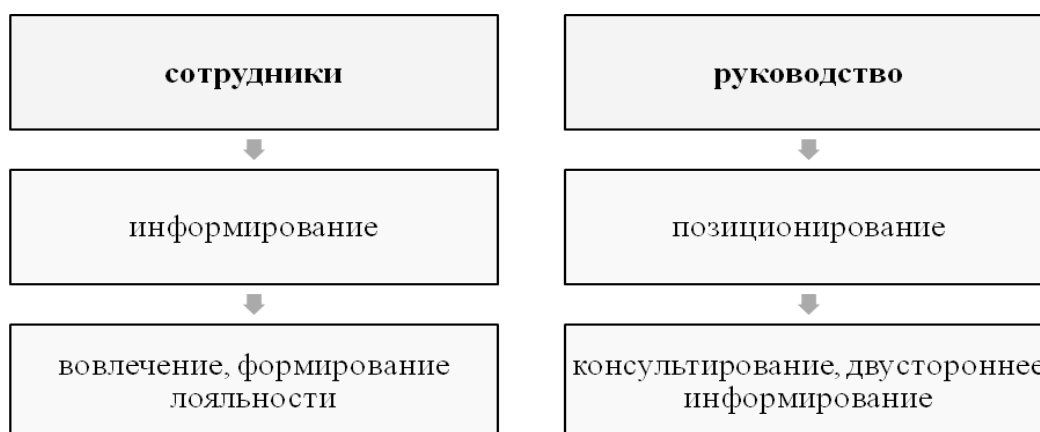 сотрудники
руководство
информирование
позиционирование
вовлечение, формирование
лояльности
консультирование, двустороннее
информирование